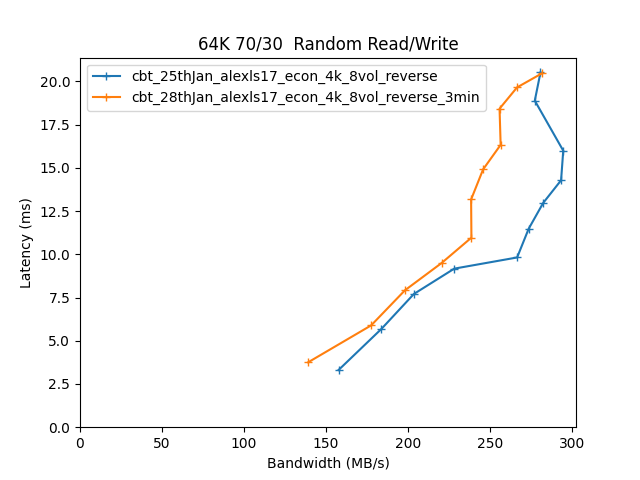 64K 70/30  Random Read/Write
cbt_25thJan_alexls17_econ_4k_8vol_reverse
cbt_28thJan_alexls17_econ_4k_8vol_reverse_3min
20.0
17.5
15.0
12.5
10.0
7.5
5.0
2.5
0.0
Latency (ms)
0 50 100 150 200 250 300
Bandwidth (MB/s)